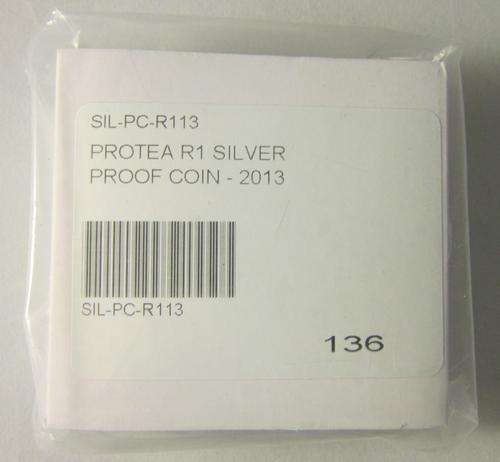 SIL-PC-R113
PROTEA R1 SILVER
PROOF COIN - 2013
SIL-PC-R113
136